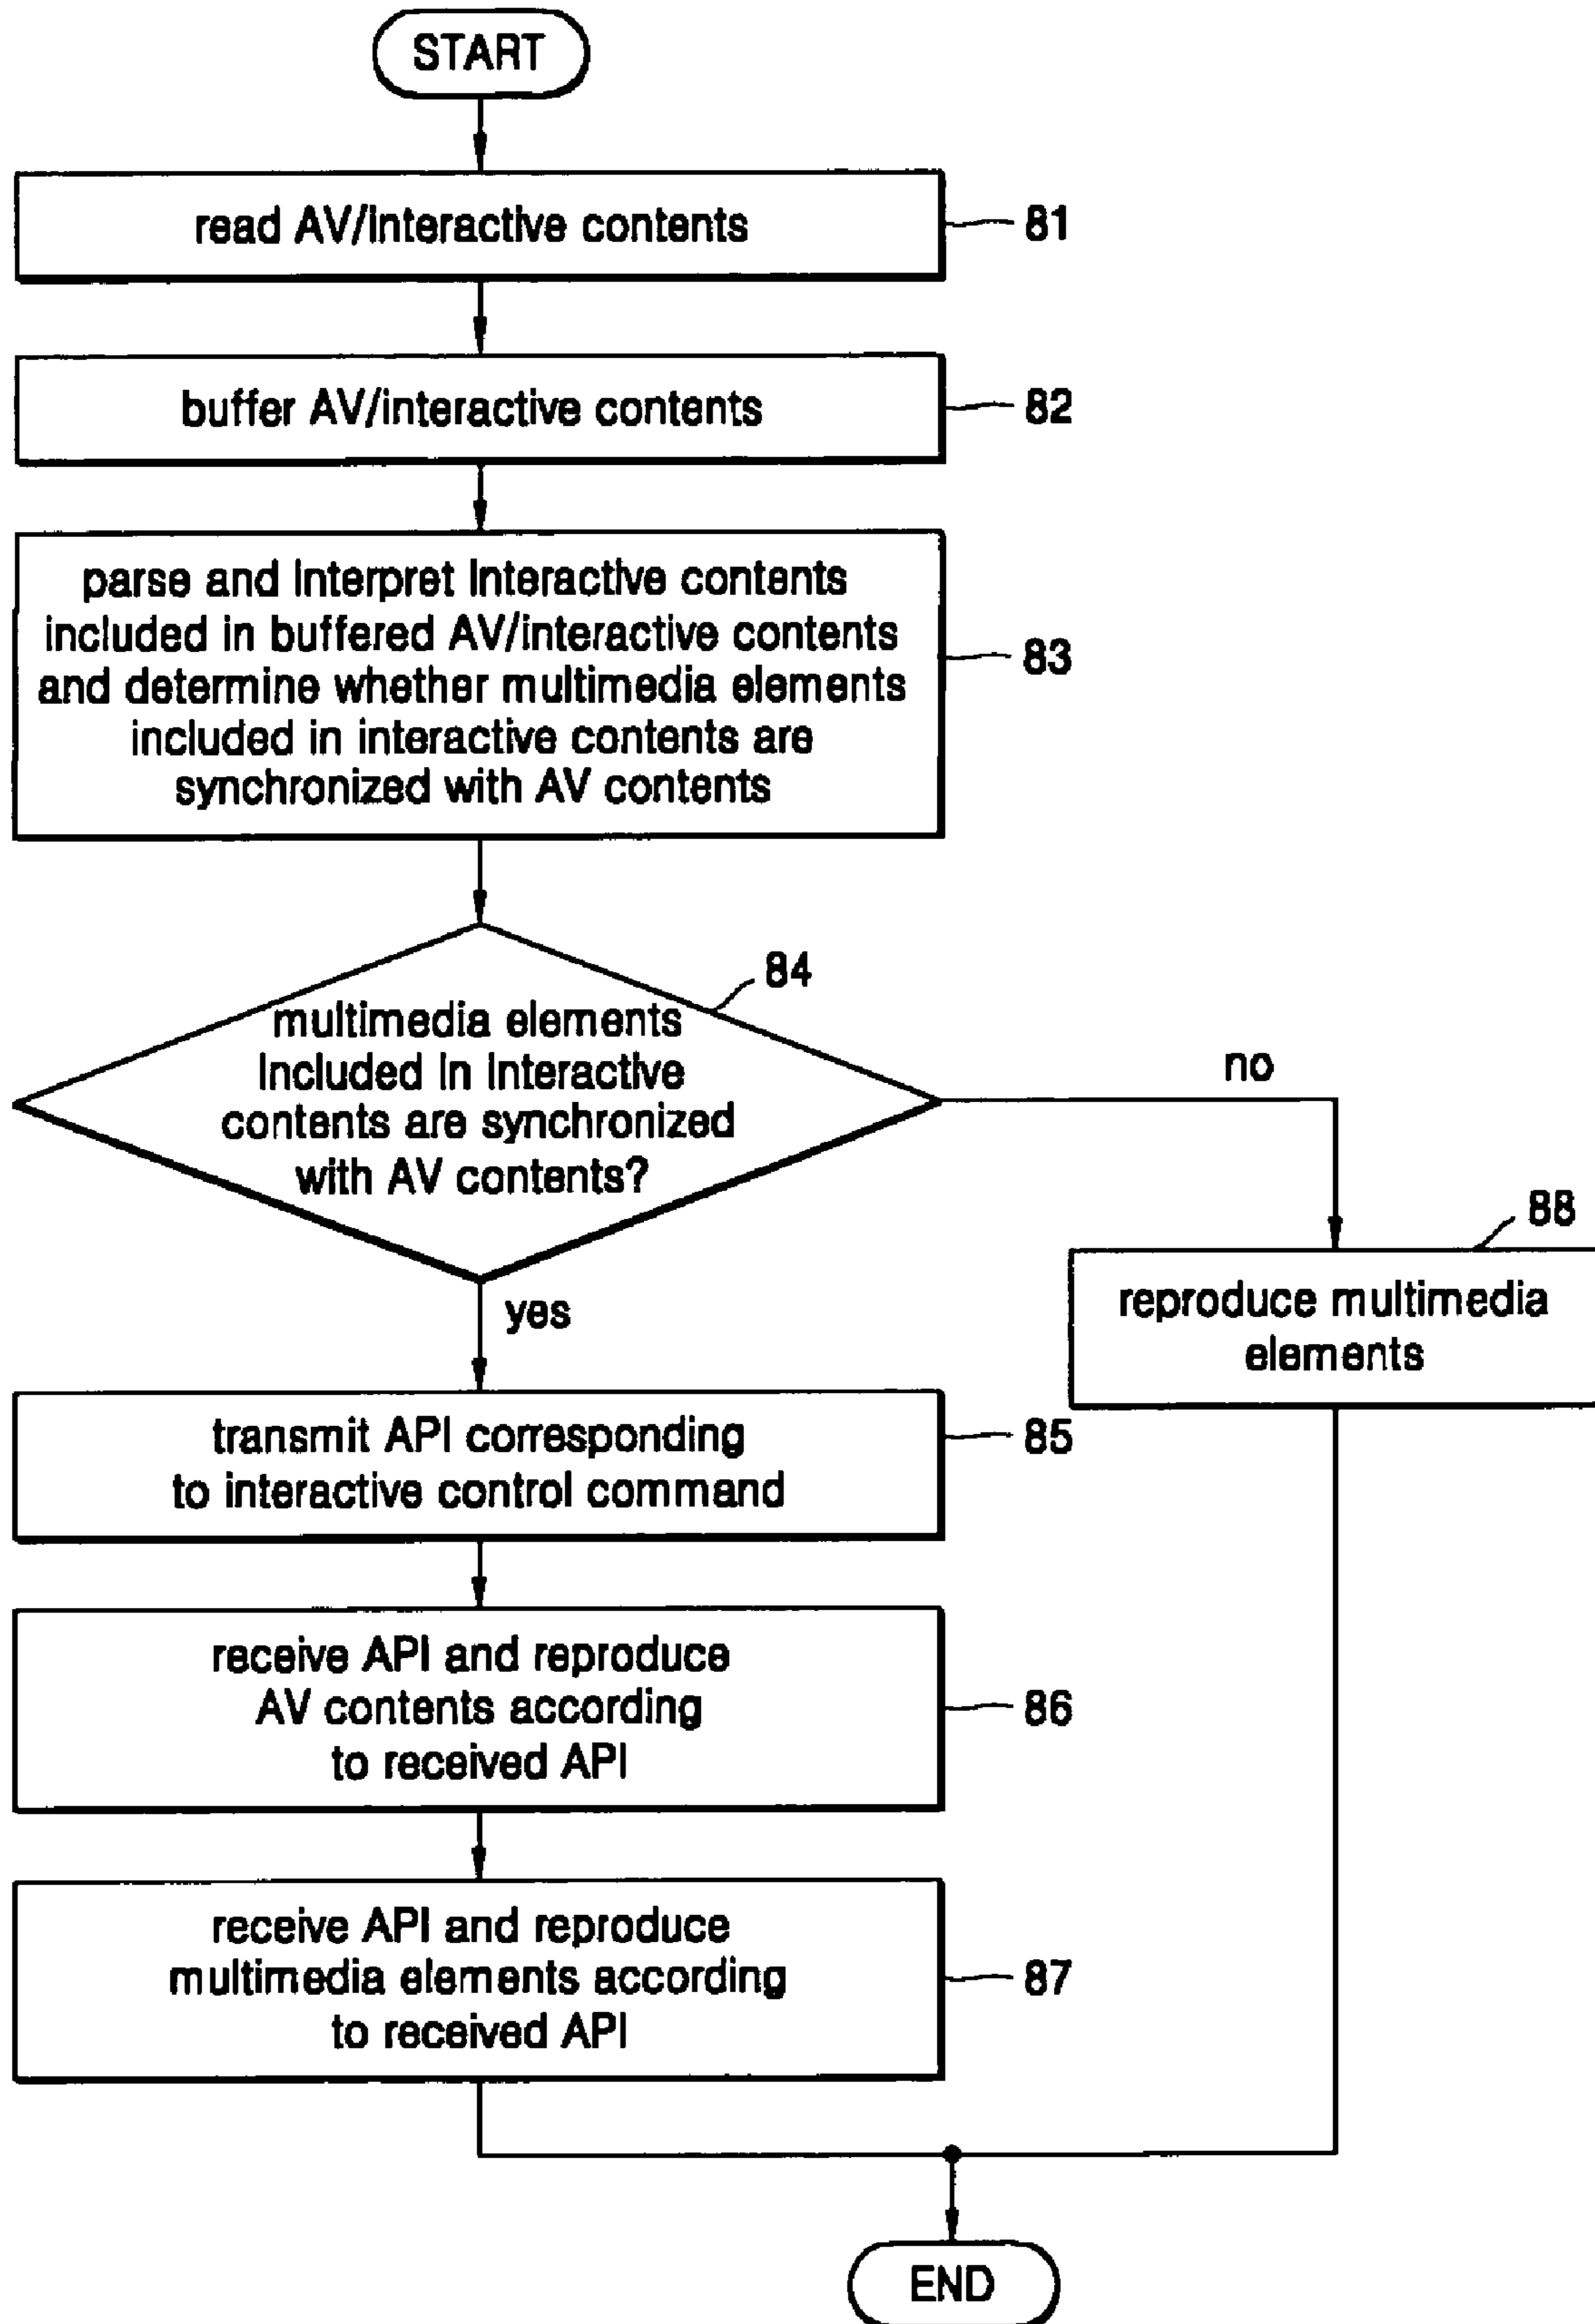 START
read AV/interactive contents
81
buffer AV/interactive contents
82
parse and interpret interactive contents
included in buffered AV/interactive contents
and determine whether multimedia elements
included in interactive contents are
synchronized with AV contents
83
84
multimedia elements
included in interactive
contents are synchronized
with AV contents?
no
yes
88
reproduce multimedia
elements
transmit API corresponding
to interactive control command
85
receive API and reproduce
AV contents according
to received API
86
receive API and reproduce
multimedia elements according
to received API
87
END